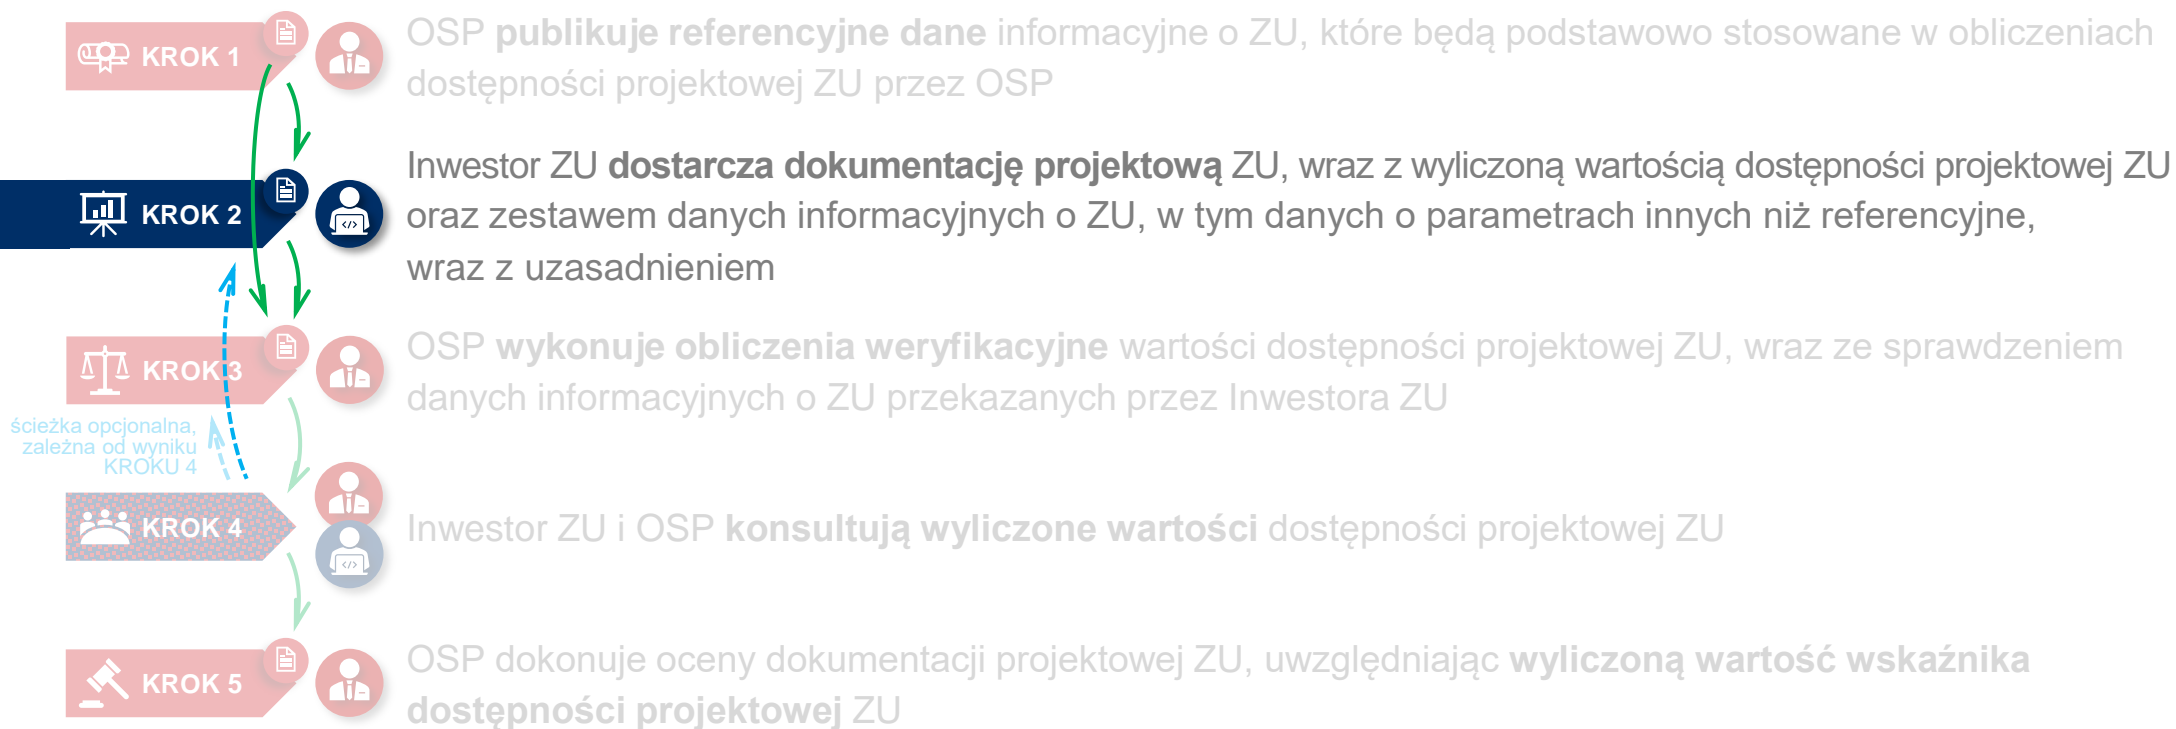 KROK 1
OSP publikuje referencyjne dane informacyjne o ZU, które będą podstawowo stosowane w obliczeniach
dostępności projektowej ZU przez OSP
KROK 2
Inwestor ZU dostarcza dokumentację projektową ZU, wraz z wyliczoną wartością dostępności projektowej ZU
oraz zestawem danych informacyjnych o ZU, w tym danych o parametrach innych niż referencyjne,
wraz z uzasadnieniem
KROK 3
OSP wykonuje obliczenia weryfikacyjne wartości dostępności projektowej ZU, wraz ze sprawdzeniem
danych informacyjnych o ZU przekazanych przez Inwestora ZU
ścieżka opcjonalna,
zależna od wyniku
KROKU 4
KROK 4
Inwestor ZU i OSP konsultują wyliczone wartości dostępności projektowej ZU
KROK 5
OSP dokonuje oceny dokumentacji projektowej ZU, uwzględniając wyliczoną wartość wskaźnika
dostępności projektowej ZU